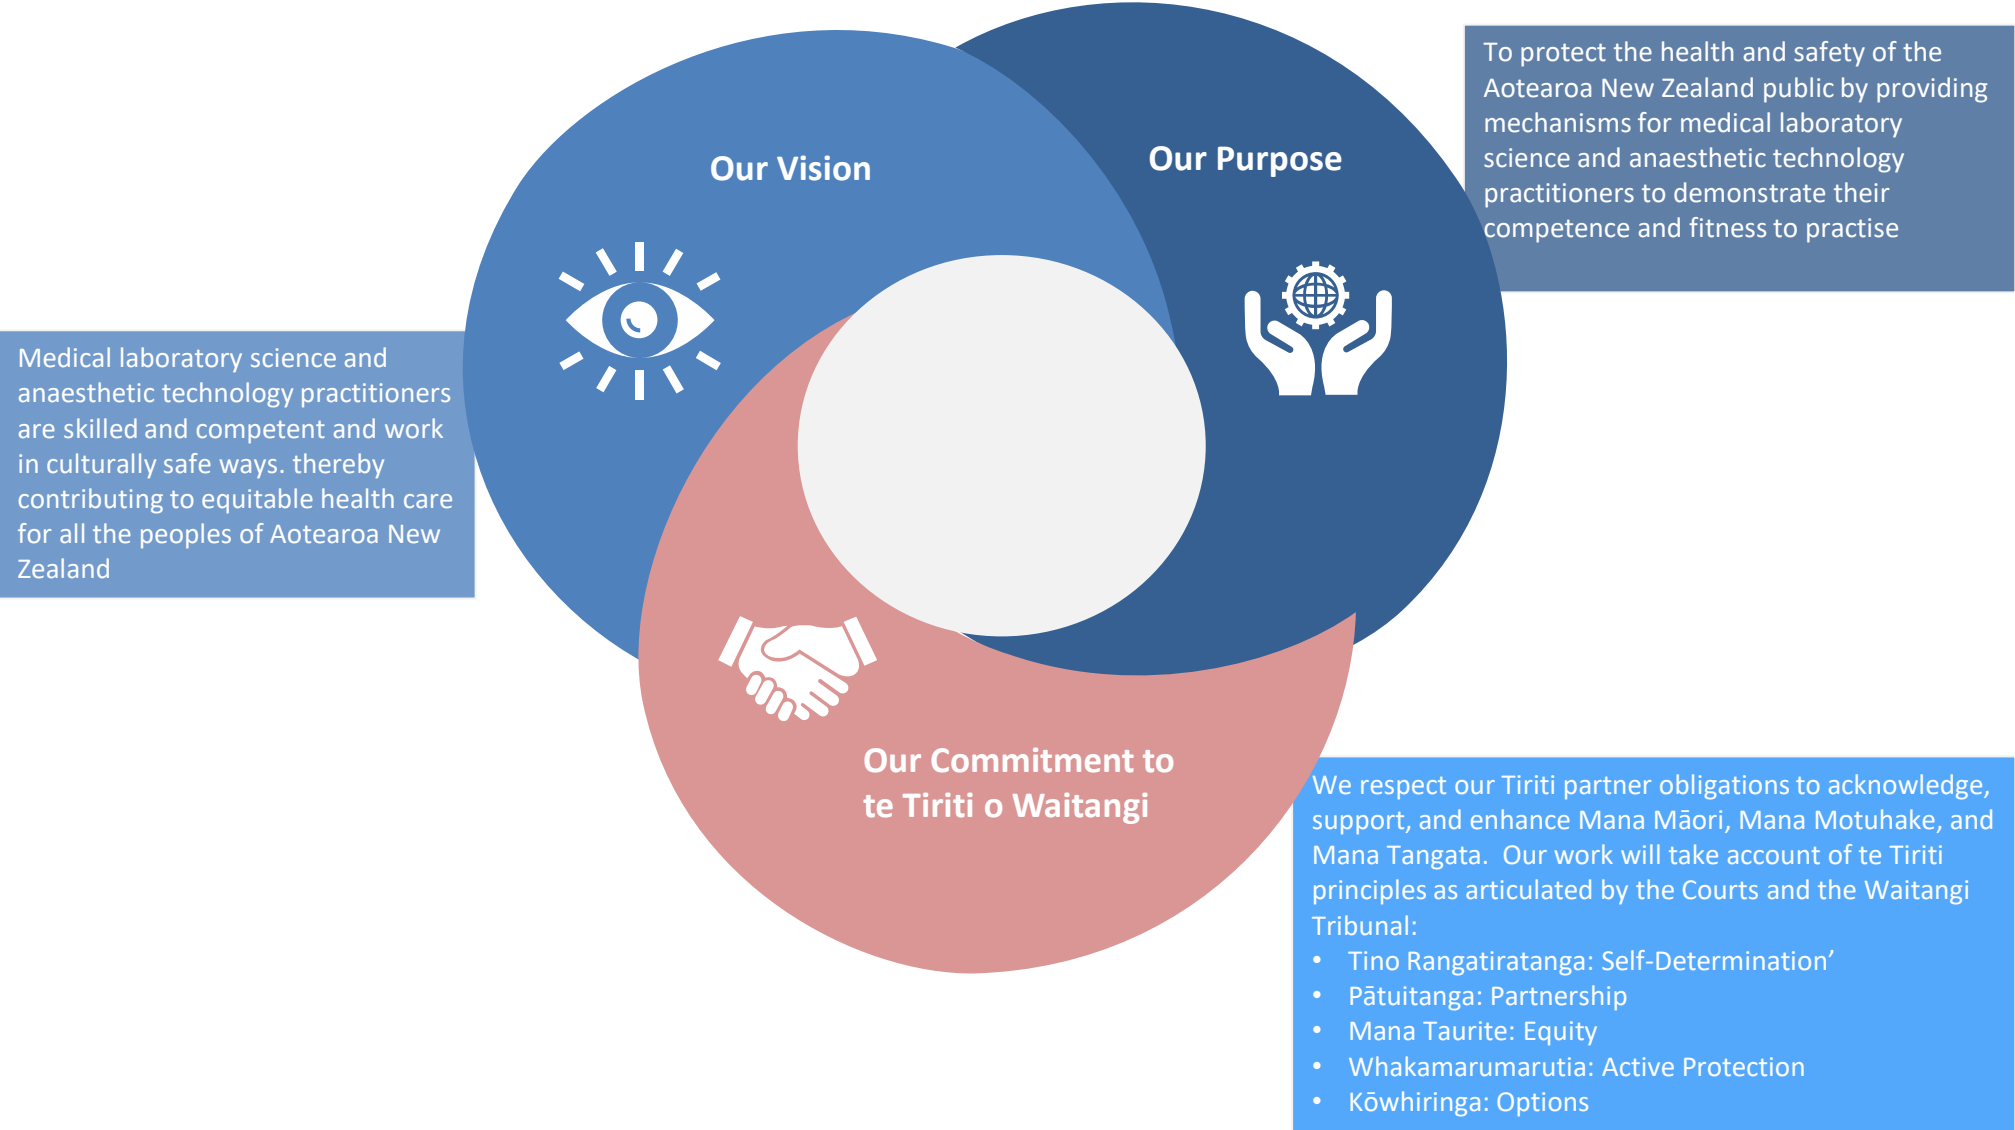 Our Vision
Medical laboratory science and
anaesthetic technology practitioners
are skilled and competent and work
in culturally safe ways. thereby
contributing to equitable health care
for all the peoples of Aotearoa New
Zealand
Our Purpose
To protect the health and safety of the
Aotearoa New Zealand public by providing
mechanisms for medical laboratory
science and anaesthetic technology
practitioners to demonstrate their
competence and fitness to practise
Our Commitment to
te Tiriti o Waitangi
We respect our Tiriti partner obligations to acknowledge,
support, and enhance Mana Māori, Mana Motuhake, and
Mana Tangata.  Our work will take account of te Tiriti
principles as articulated by the Courts and the Waitangi
Tribunal:
• Tino Rangatiratanga: Self-Determination’
• Pātuitanga: Partnership
• Mana Taurite: Equity
• Whakamarumarutia: Active Protection
• Kōwhiringa: Options